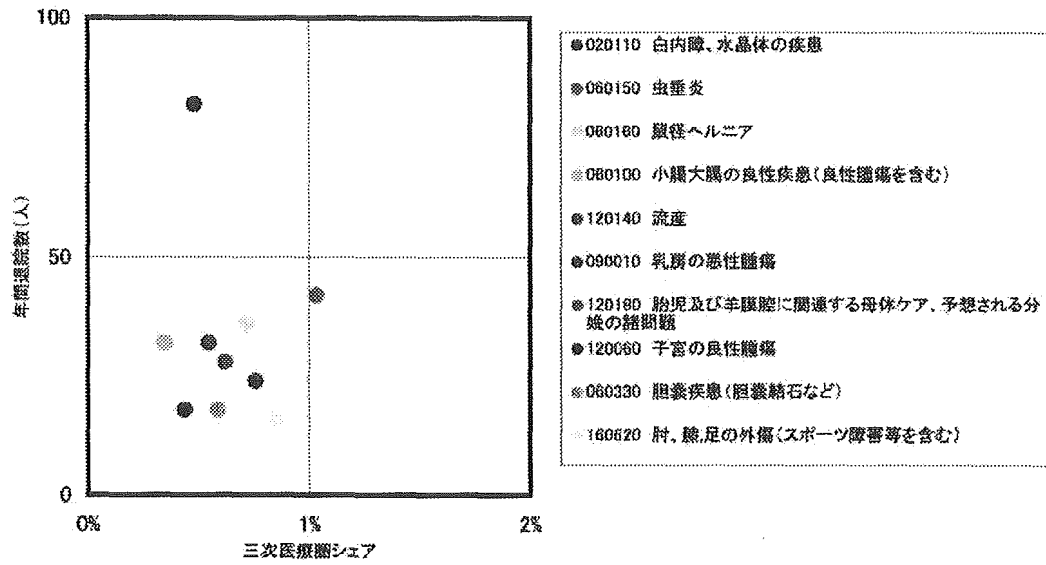 100
50
0
年間退院数(人)
0%
1%
2%
三次医療圏シェア
020110 白内障、水晶体の疾患
060150 虫垂炎
060160 鼠径ヘルニア
060100 小腸大腸の良性疾患(良性腫瘍を含む)
120140 流産
090010 乳房の悪性腫瘍
120180 胎児及び羊膜腔に関連する母体ケア、予想される分
娩の諸問題
120060 子宮の良性腫瘍
060330 胆嚢疾患(胆嚢結石など)
160620 肘、膝,足の外傷(スポーツ障害等を含む)